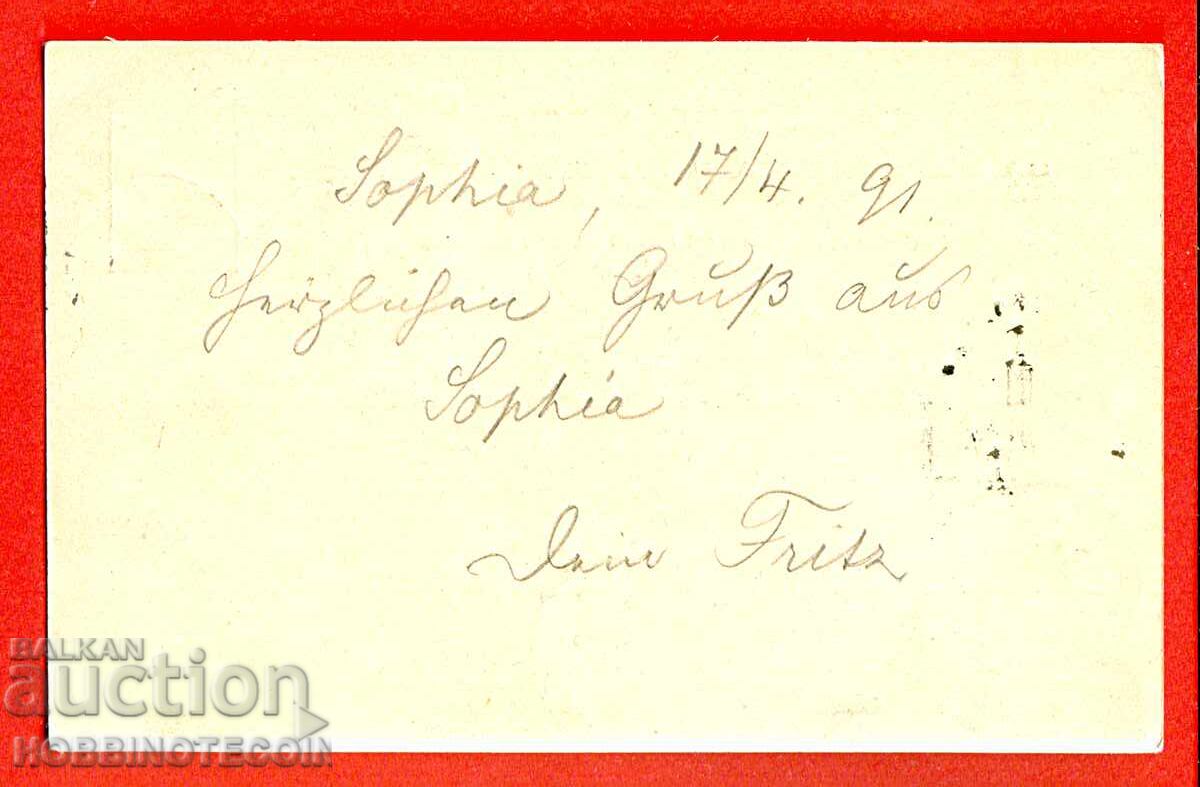 Sophia, 17/4. 91.
Herzlichen Gruß aus
Sophia
Dein Fritz
BALKAN
auction
HOBBINOTECOIN